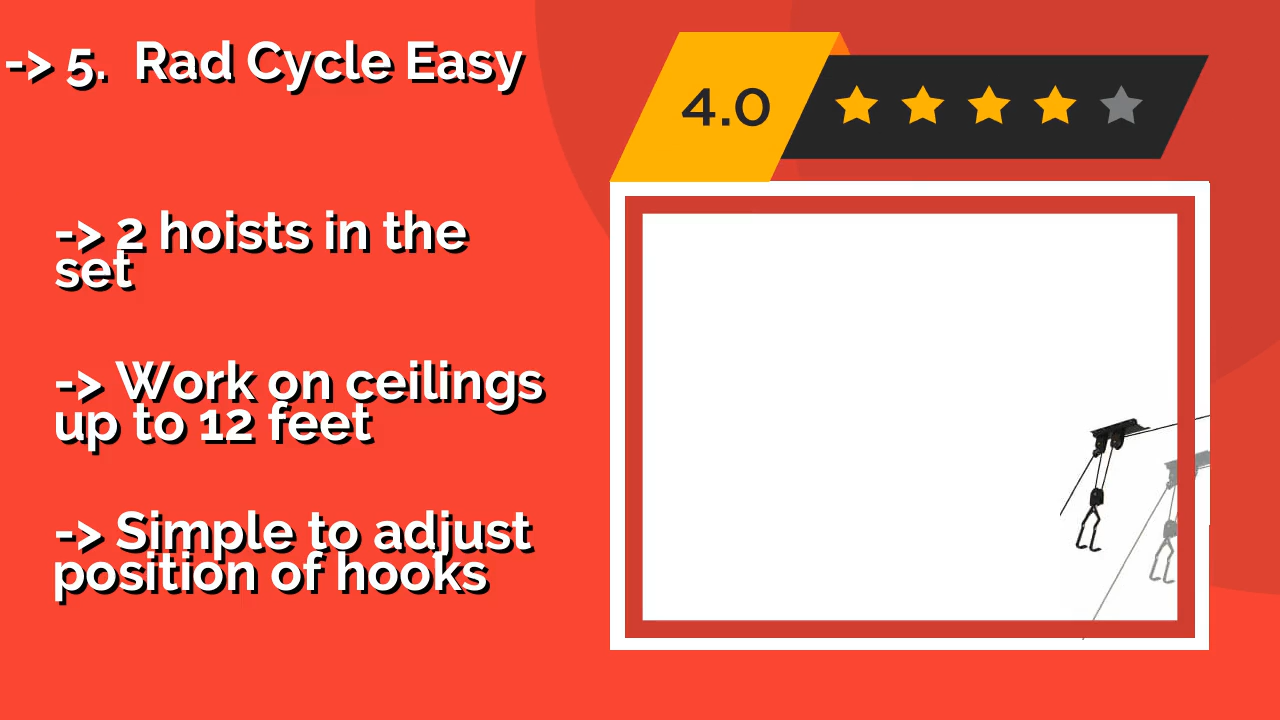 -> 5. Rad Cycle Easy
4.0
-> 2 hoists in the
set
-> Work on ceilings
up to 12 feet
-> Simple to adjust
position of hooks